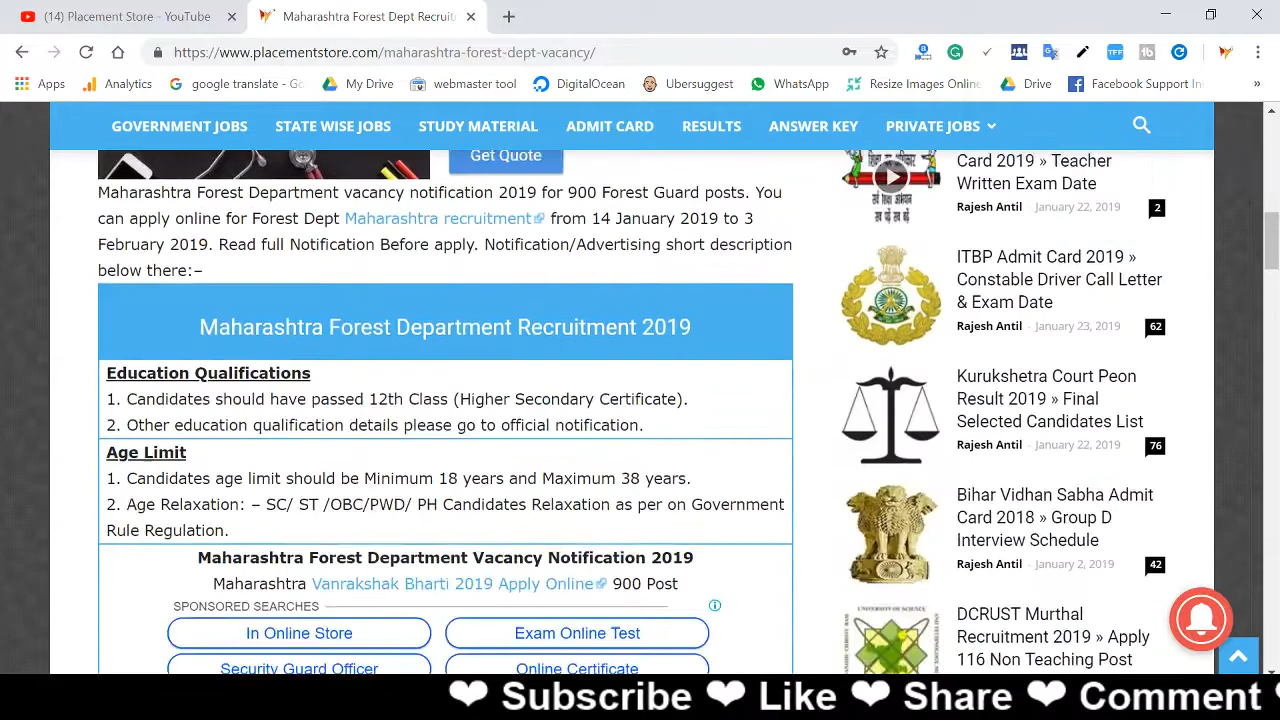 (14) Placement Store - YouTube
Maharashtra Forest Dept Recruit
https://www.placementstore.com/maharashtra-forest-dept-vacancy/
Apps Analytics google translate - Go My Drive webmaster tool DigitalOcean Ubersuggest WhatsApp Resize Images Online Drive Facebook Support In »
GOVERNMENT JOBS STATE WISE JOBS STUDY MATERIAL ADMIT CARD RESULTS ANSWER KEY PRIVATE JOBS
Get Quote
Maharashtra Forest Department vacancy notification 2019 for 900 Forest Guard posts. You
can apply online for Forest Dept Maharashtra recruitment from 14 January 2019 to 3
February 2019. Read full Notification Before apply. Notification/Advertising short description
below there:–
Maharashtra Forest Department Recruitment 2019
Education Qualifications
1. Candidates should have passed 12th Class (Higher Secondary Certificate).
2. Other education qualification details please go to official notification.
Age Limit
1. Candidates age limit should be Minimum 18 years and Maximum 38 years.
2. Age Relaxation: – SC/ ST /OBC/PWD/ PH Candidates Relaxation as per on Government
Rule Regulation.
Maharashtra Forest Department Vacancy Notification 2019
Maharashtra Vanrakshak Bharti 2019 Apply Online 900 Post
SPONSORED SEARCHES
In Online Store Exam Online Test
Security Guard Officer Online Certificate
Card 2019 » Teacher
Written Exam Date
Rajesh Antil - January 22, 2019 2
ITBP Admit Card 2019 »
Constable Driver Call Letter
& Exam Date
Rajesh Antil - January 23, 2019 62
Kurukshetra Court Peon
Result 2019 » Final
Selected Candidates List
Rajesh Antil - January 22, 2019 76
Bihar Vidhan Sabha Admit
Card 2018 » Group D
Interview Schedule
Rajesh Antil - January 2, 2019 42
DCRUST Murthal
Recruitment 2019 » Apply
116 Non Teaching Post
❤ Subscribe ❤ Like ❤ Share ❤ Comment